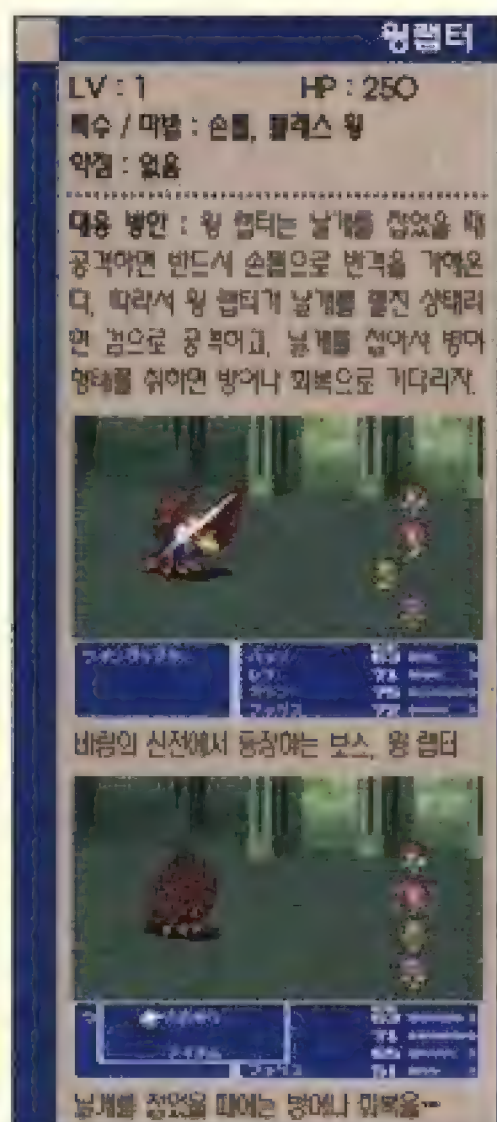 윙랩터
LV : 1 HP : 250
특수 / 마법 : 손톱, 브레스 윙
약점 : 없음
대응 방안 : 윙 랩터는 날개를 접었을 때
공격하면 반드시 손톱으로 반격을 가해온
다. 따라서 윙 랩터가 날개를 펼친 상태라
면 검으로 공격하고, 날개를 접어서 방어
형태를 취하면 방어나 회복으로 기다리자.
바람의 신전에서 등장하는 보스, 윙 랩터
날개를 접었을 때에는 방어나 회복을…